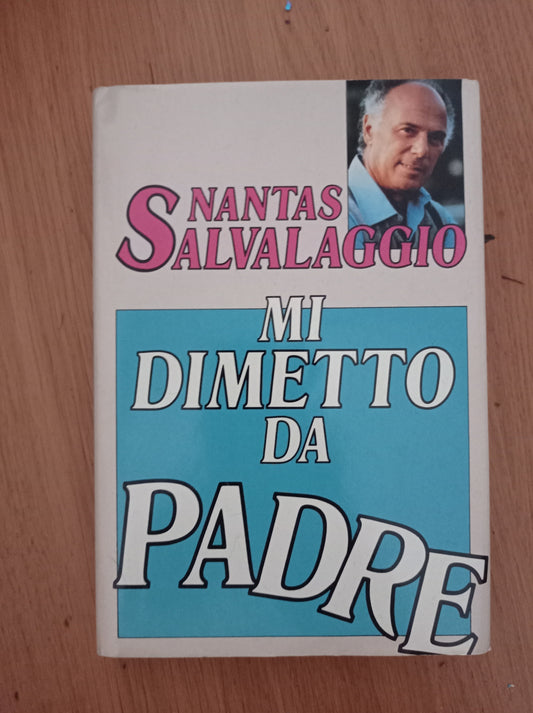 NANTAS
SALVALAGGIO
MI
DIMETTO
DA
PADRE